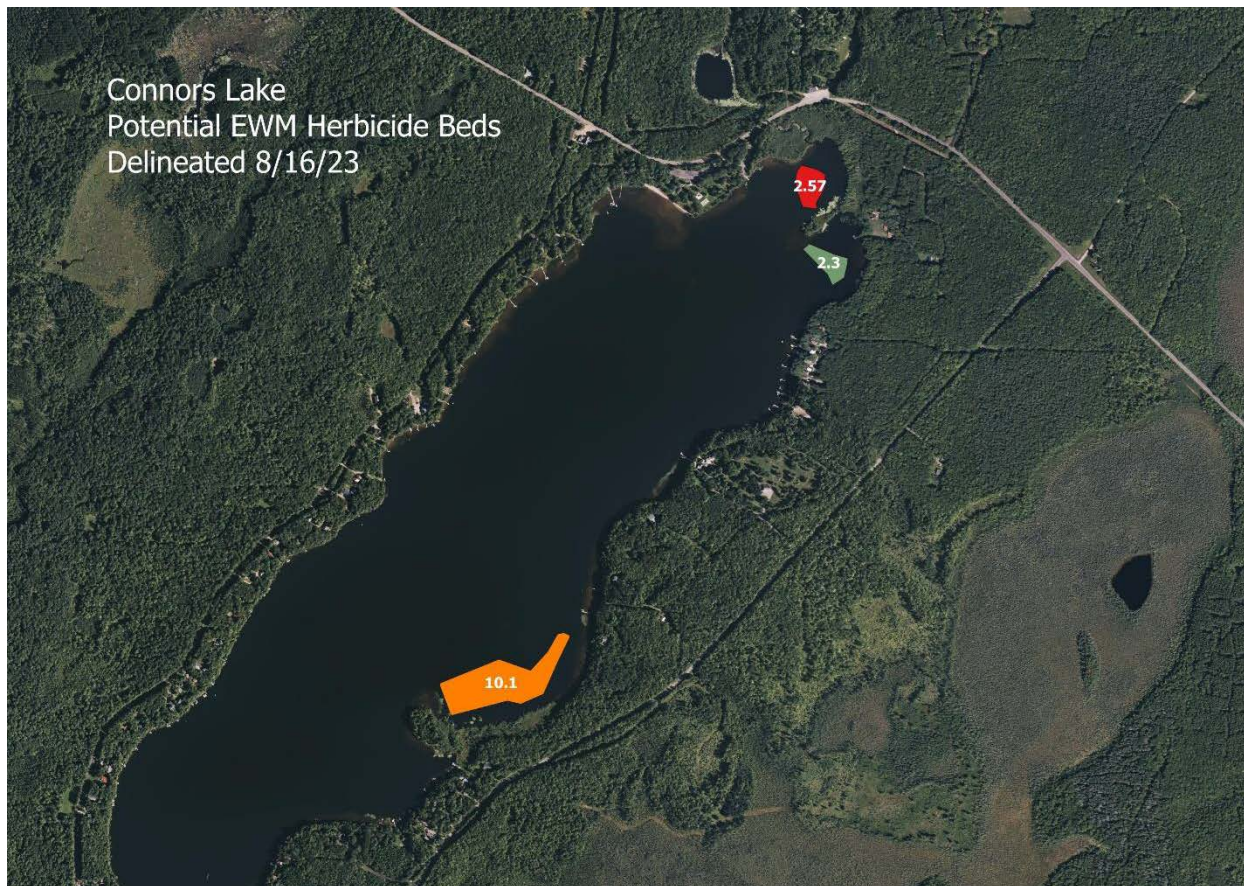 Connors Lake
Potential EWM Herbicide Beds
Delineated 8/16/23
2.57
2.3
10.1